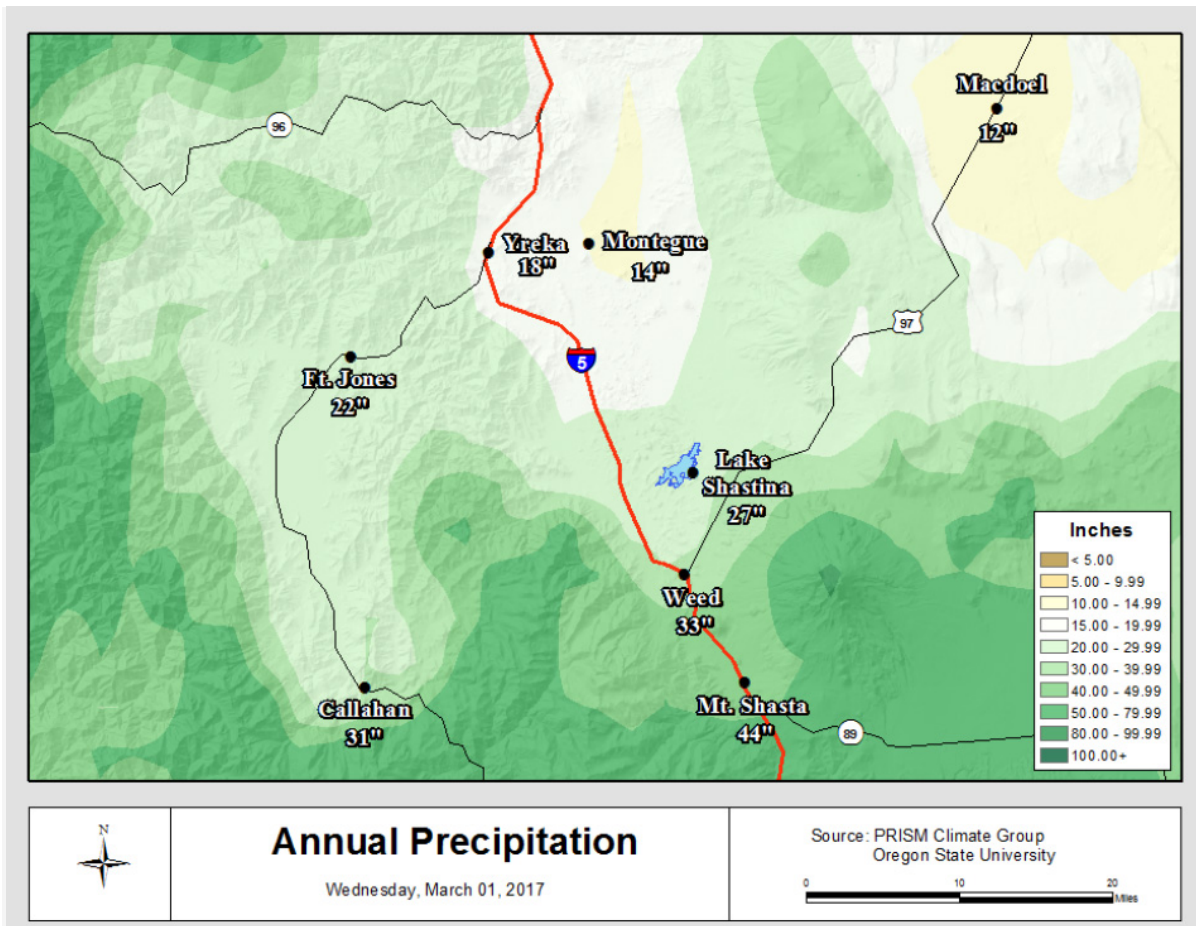 Macdoel
12"
96
Yreka
18"
Montegue
14"
97
5
Ft. Jones
22"
Lake
Shastina
27"
Weed
33"
Callahan
31"
Mt. Shasta
44"
89
Inches
< 5.00
5.00 - 9.99
10.00 - 14.99
15.00 - 19.99
20.00 - 29.99
30.00 - 39.99
40.00 - 49.99
50.00 - 79.99
80.00 - 99.99
100.00+
N
Annual Precipitation
Wednesday, March 01, 2017
Source: PRISM Climate Group
Oregon State University
0 10 20
Miles